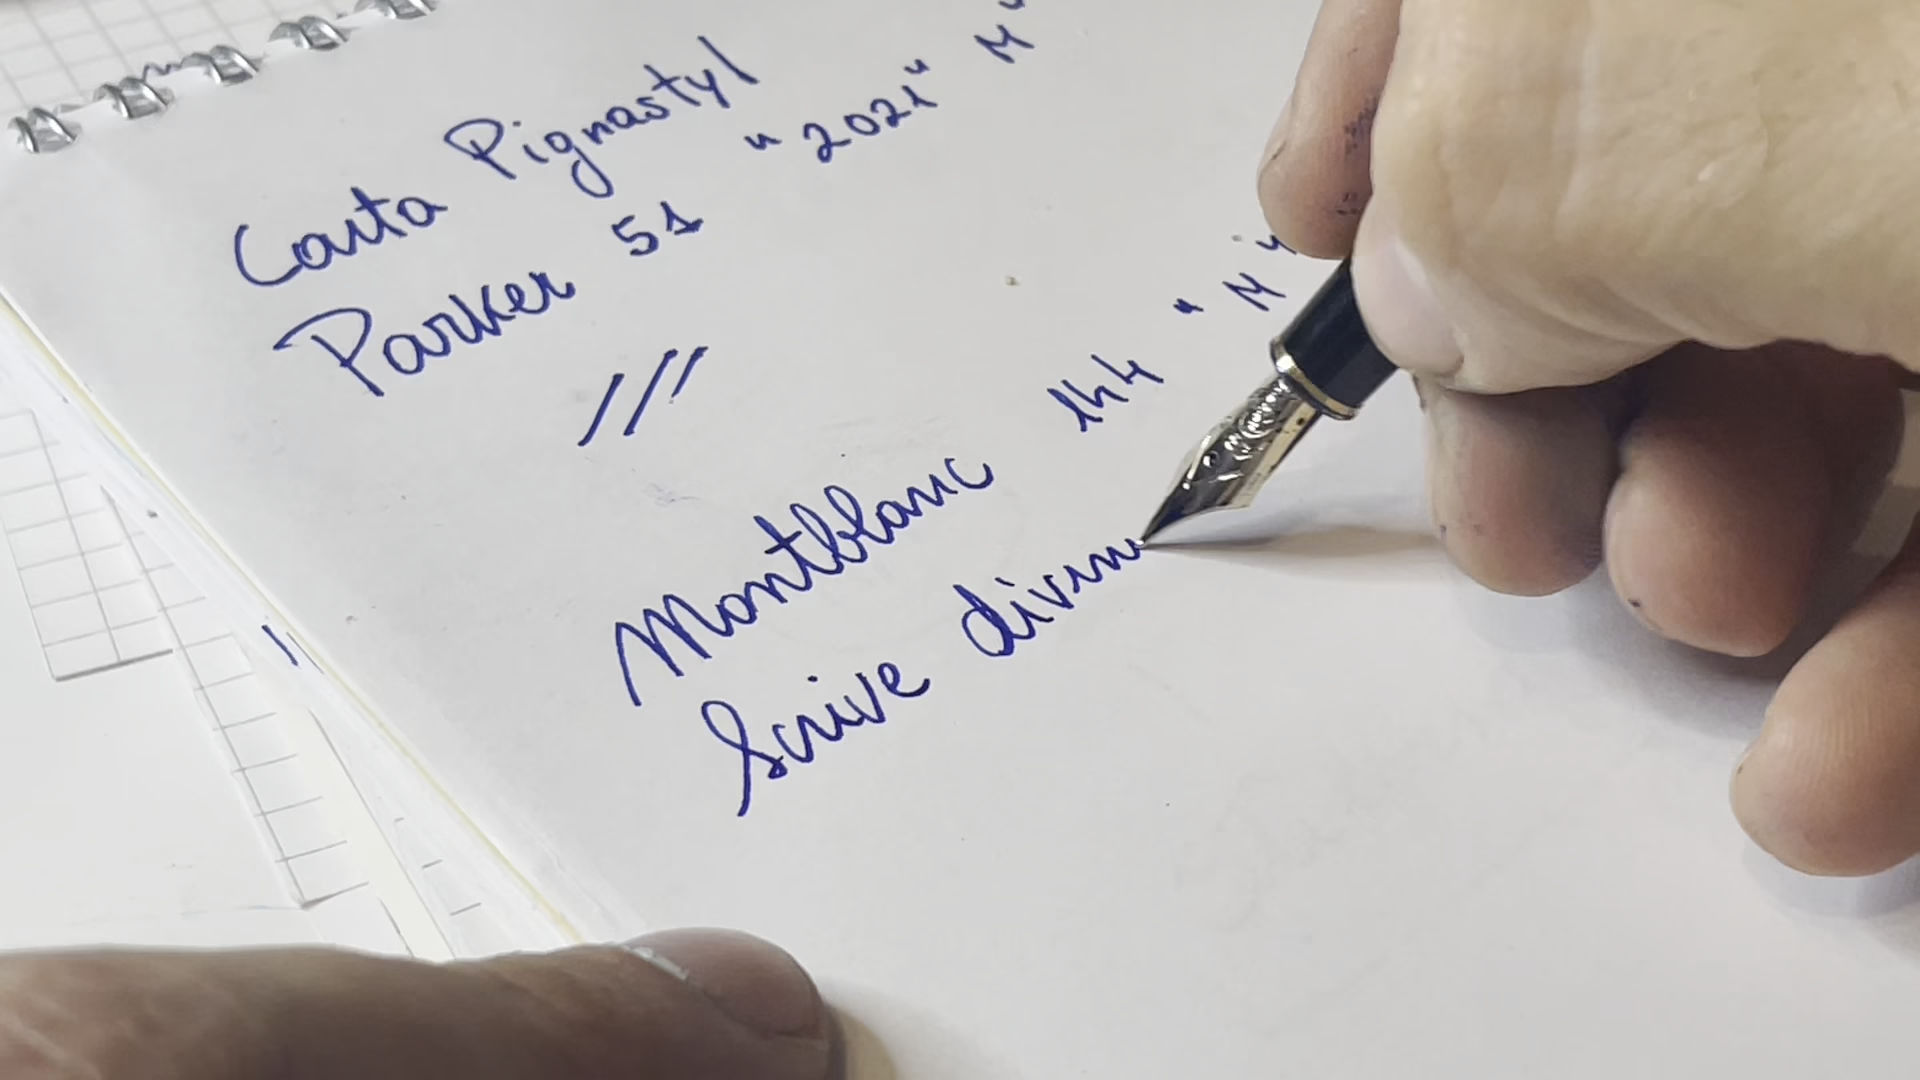 Carta Pignastyl
Parker 51 "2021" M"
///
Montblanc 144 "M"
Scrive divin